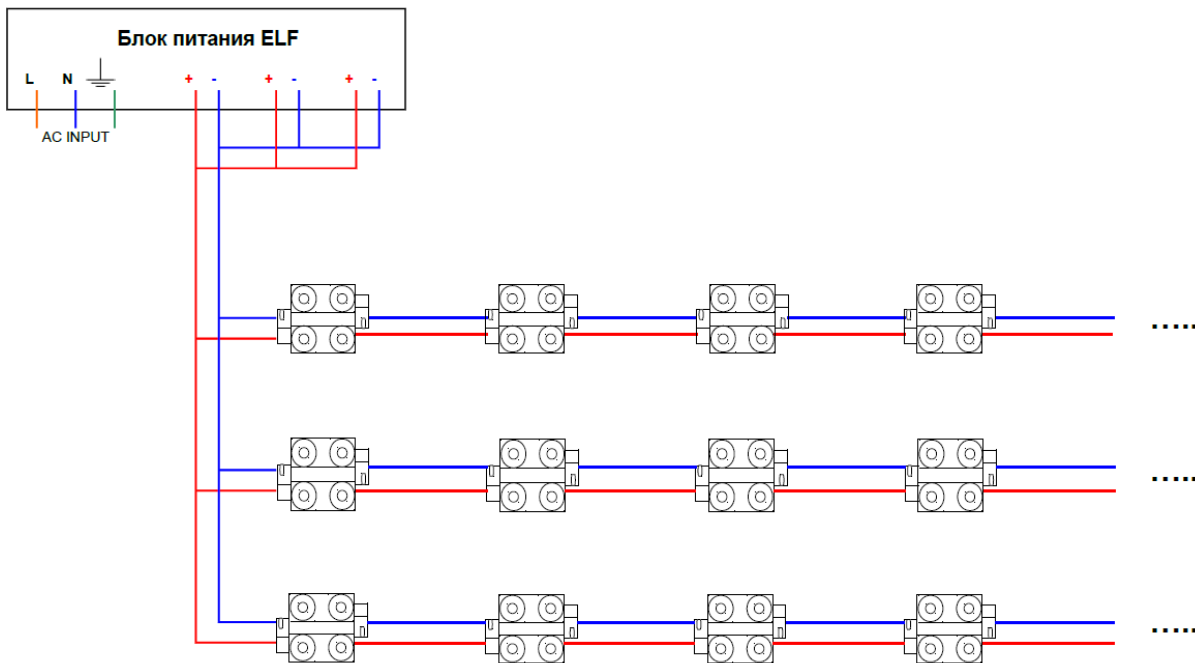 Блок питания ELF
L N + - + - + -
AC INPUT
.....
.....
.....